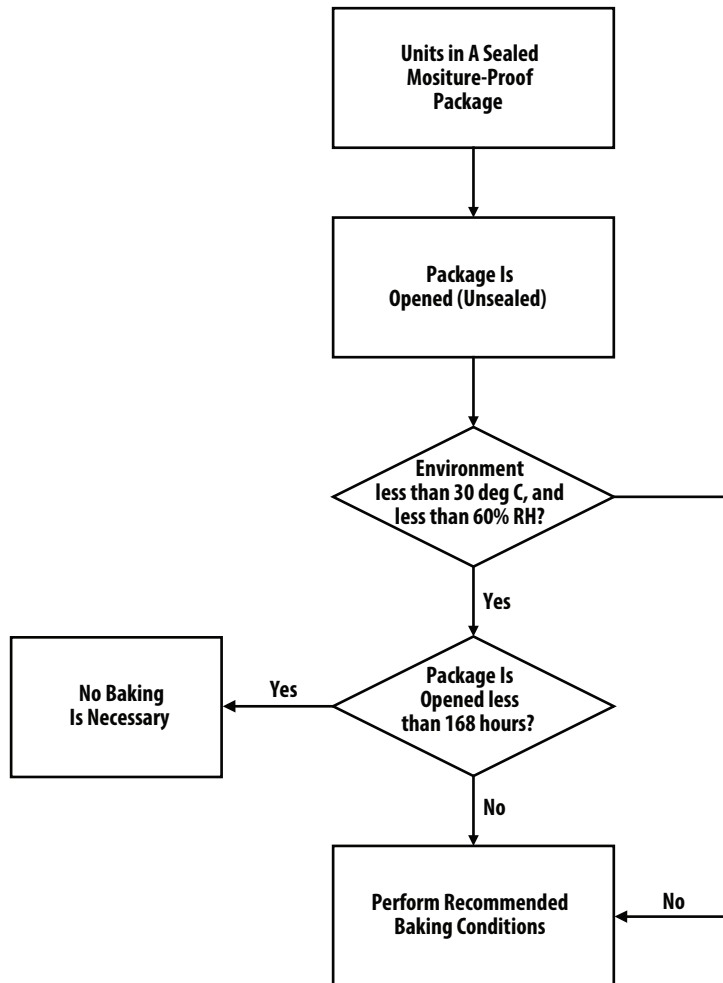 Units in A Sealed
Mositure-Proof
Package
Package Is
Opened (Unsealed)
Environment
less than 30 deg C, and
less than 60% RH?
Yes
Package Is
Opened less
than 168 hours?
Yes
No Baking
Is Necessary
No
Perform Recommended
Baking Conditions
No